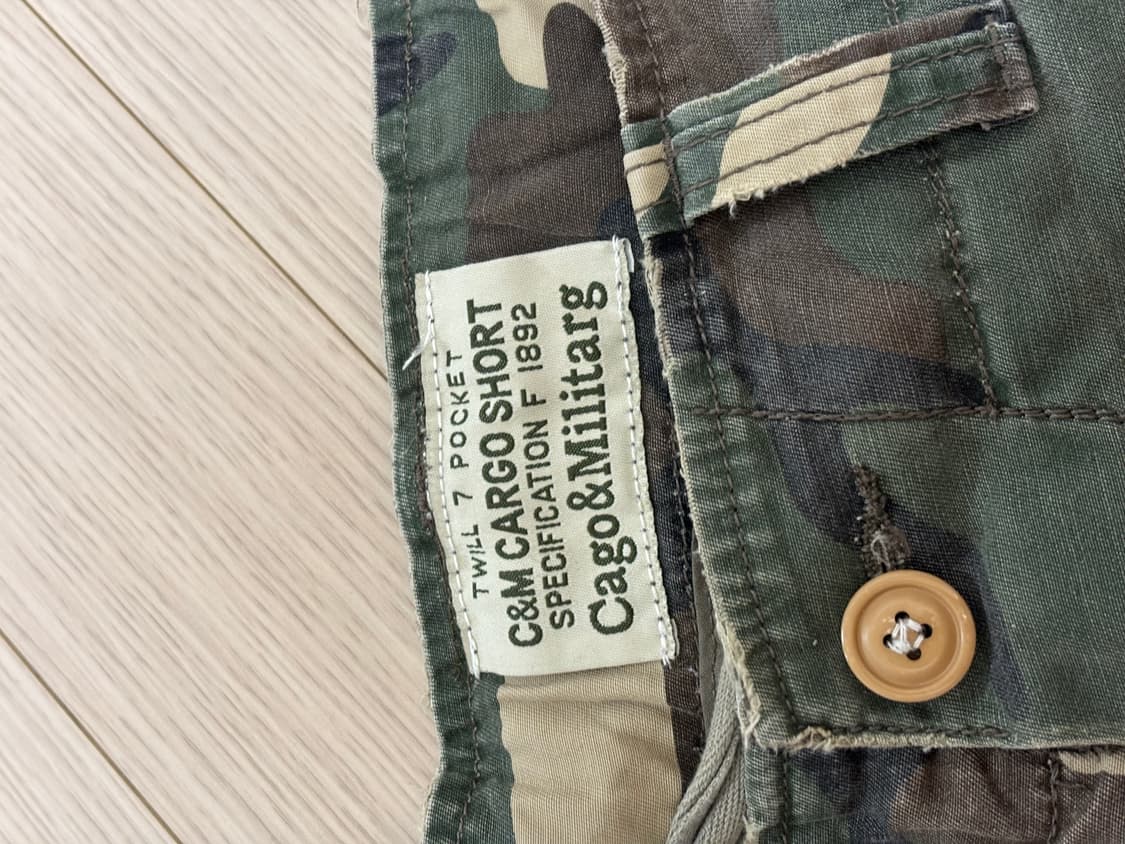 TWILL 7 POCKET
C&M CARGO SHORT
SPECIFICATION F 1892
Cago&Militarg